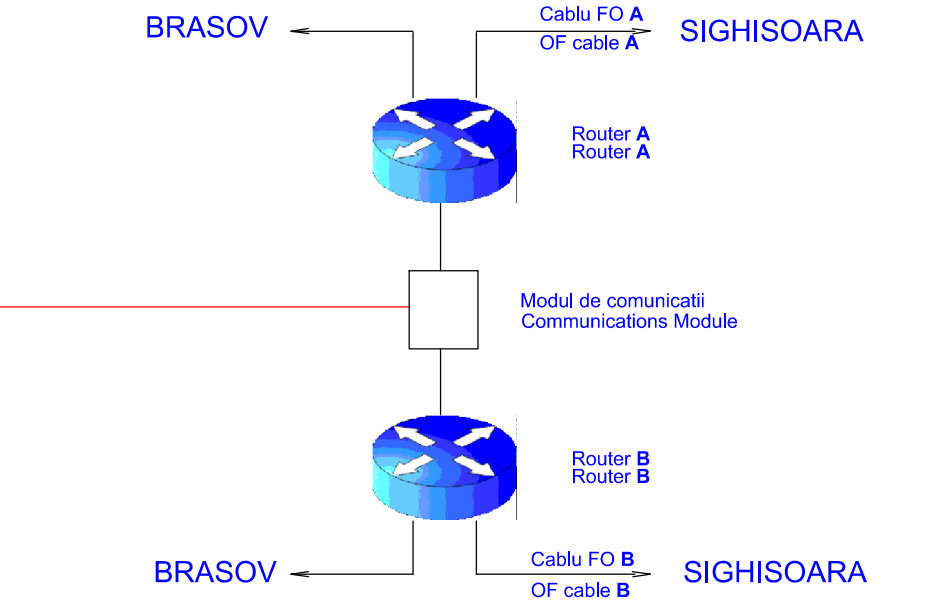 BRASOV
Cablu FO A
OF cable A
SIGHISOARA
Router A
Router A
Modul de comunicatii
Communications Module
Router B
Router B
BRASOV
Cablu FO B
OF cable B
SIGHISOARA